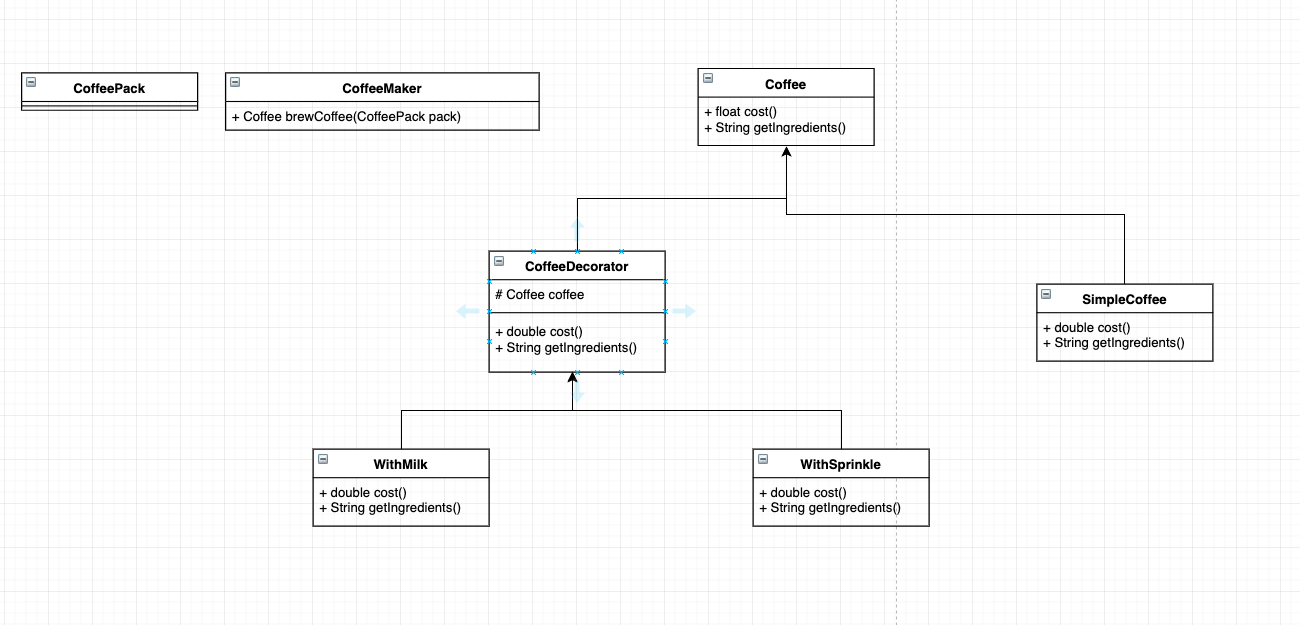 CoffeePack
CoffeeMaker
+ Coffee brewCoffee(CoffeePack pack)
Coffee
+ float cost()
+ String getIngredients()
CoffeeDecorator
# Coffee coffee
+ double cost()
+ String getIngredients()
SimpleCoffee
+ double cost()
+ String getIngredients()
WithMilk
+ double cost()
+ String getIngredients()
WithSprinkle
+ double cost()
+ String getIngredients()